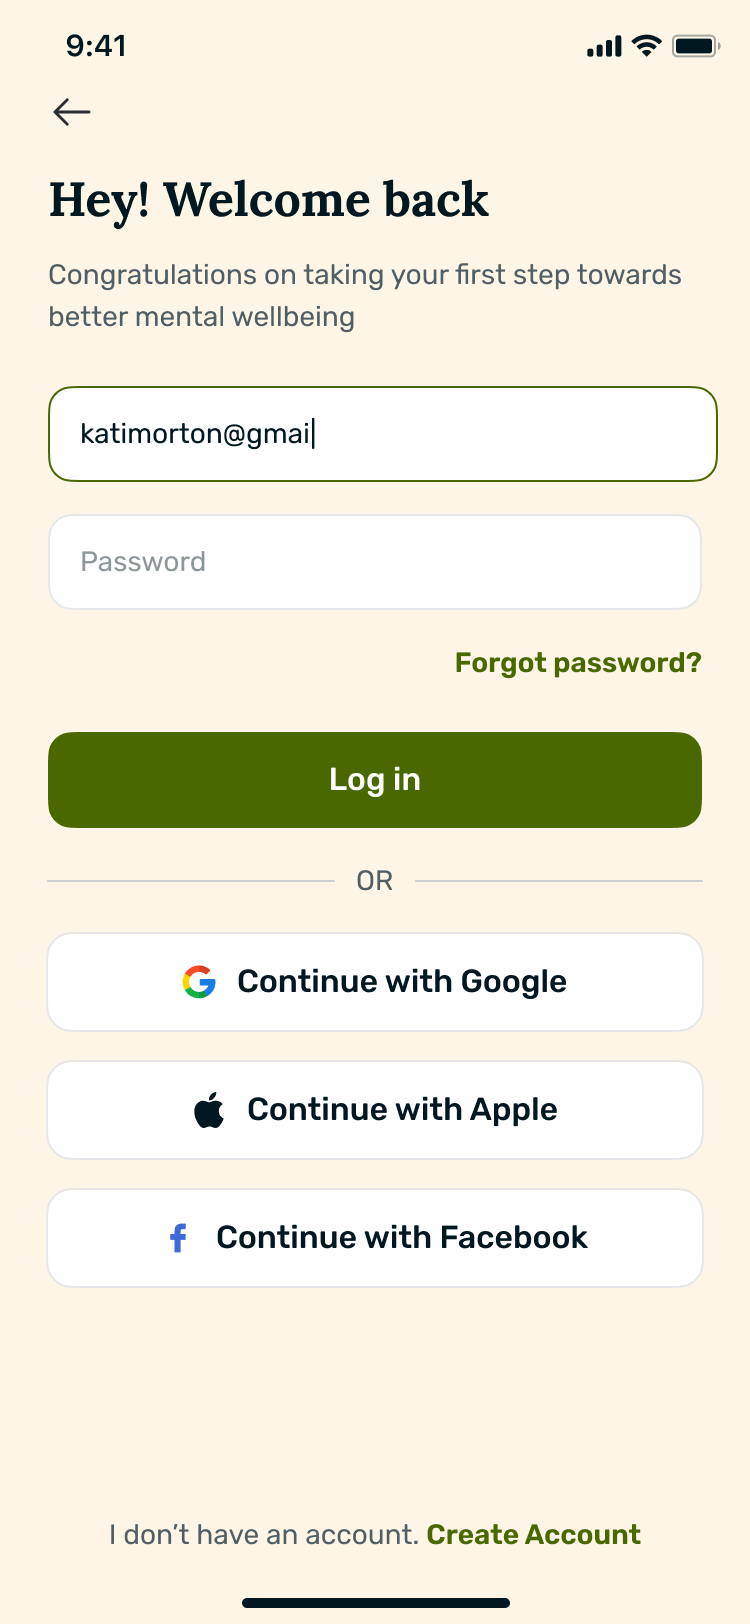 9:41
Hey! Welcome back
Congratulations on taking your first step towards
better mental wellbeing
katimorton@gmai
Password
Forgot password?
Log in
OR
Continue with Google
Continue with Apple
Continue with Facebook
I don’t have an account. Create Account